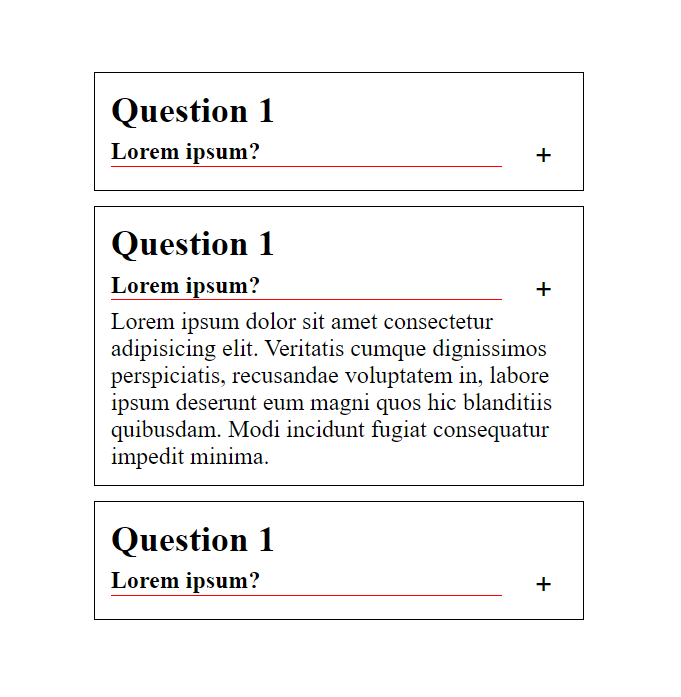 Question 1
Lorem ipsum?
+
Question 1
Lorem ipsum?
+
Lorem ipsum dolor sit amet consectetur
adipisicing elit. Veritatis cumque dignissimos
perspiciatis, recusandae voluptatem in, labore
ipsum deserunt eum magni quos hic blanditiis
quibusdam. Modi incidunt fugiat consequatur
impedit minima.
Question 1
Lorem ipsum?
+